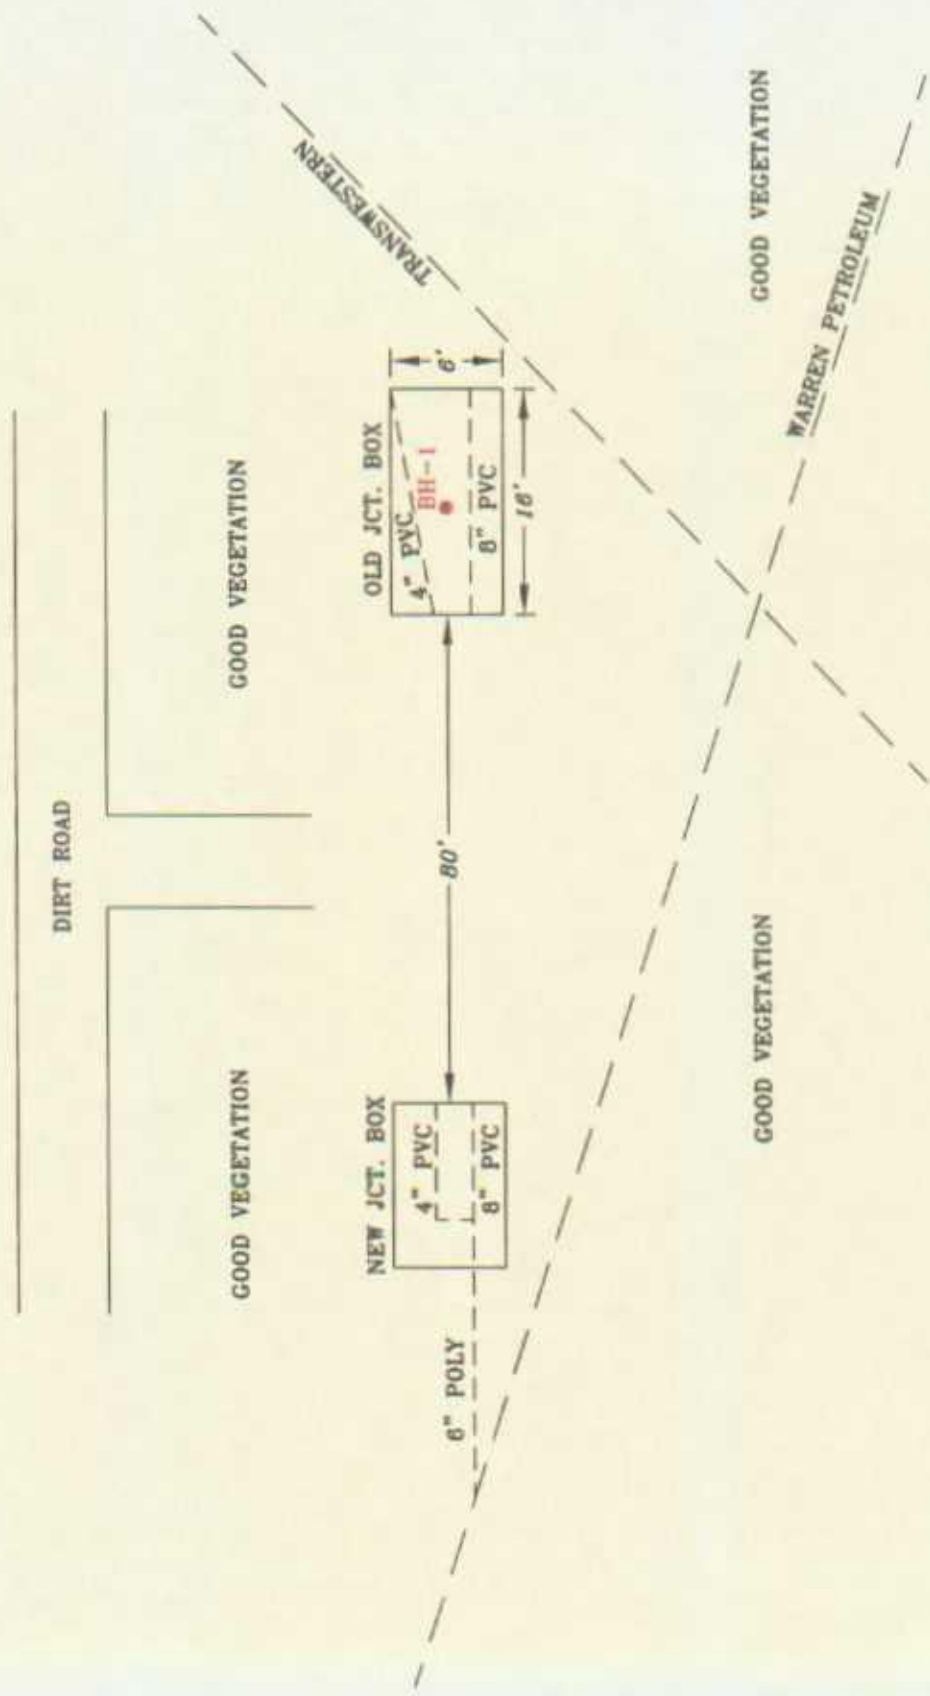 DIRT ROAD
GOOD VEGETATION
GOOD VEGETATION
TRANSWESTERN
NEW JCT. BOX
OLD JCT. BOX
4" PVC
8" PVC
6" POLY
80'
4" PVC
BH-1
8" PVC
6'
16'
WARREN PETROLEUM
GOOD VEGETATION
GOOD VEGETATION